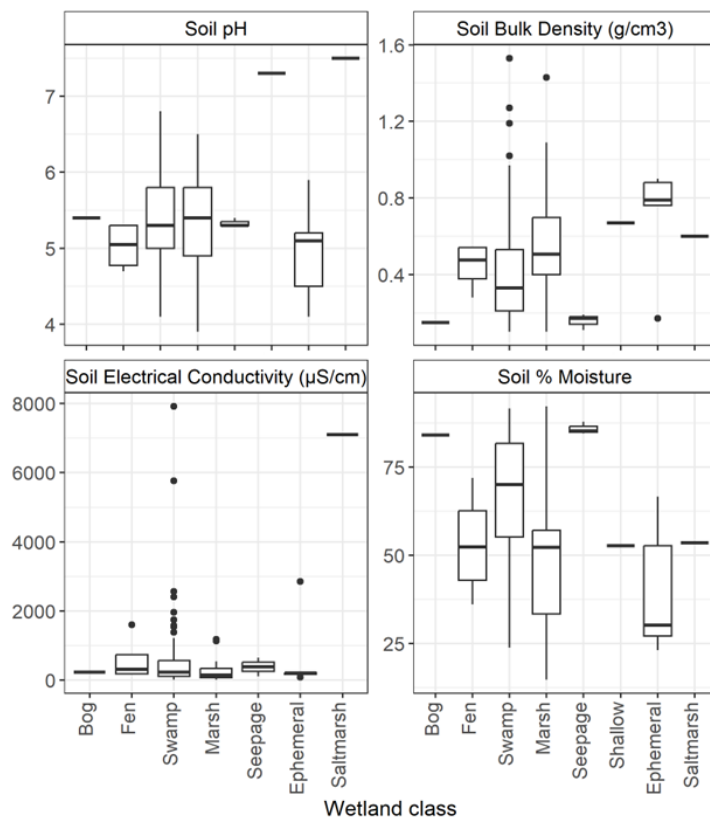 Soil pH
Soil Bulk Density (g/cm3)
7
6
5
4
1.6
1.2
0.8
0.4
Soil Electrical Conductivity (µS/cm)
Soil % Moisture
8000
6000
4000
2000
0
75
50
25
Bog
Fen
Swamp
Marsh
Seepage
Ephemeral
Saltmarsh
Bog
Fen
Swamp
Marsh
Seepage
Shallow
Ephemeral
Saltmarsh
Wetland class